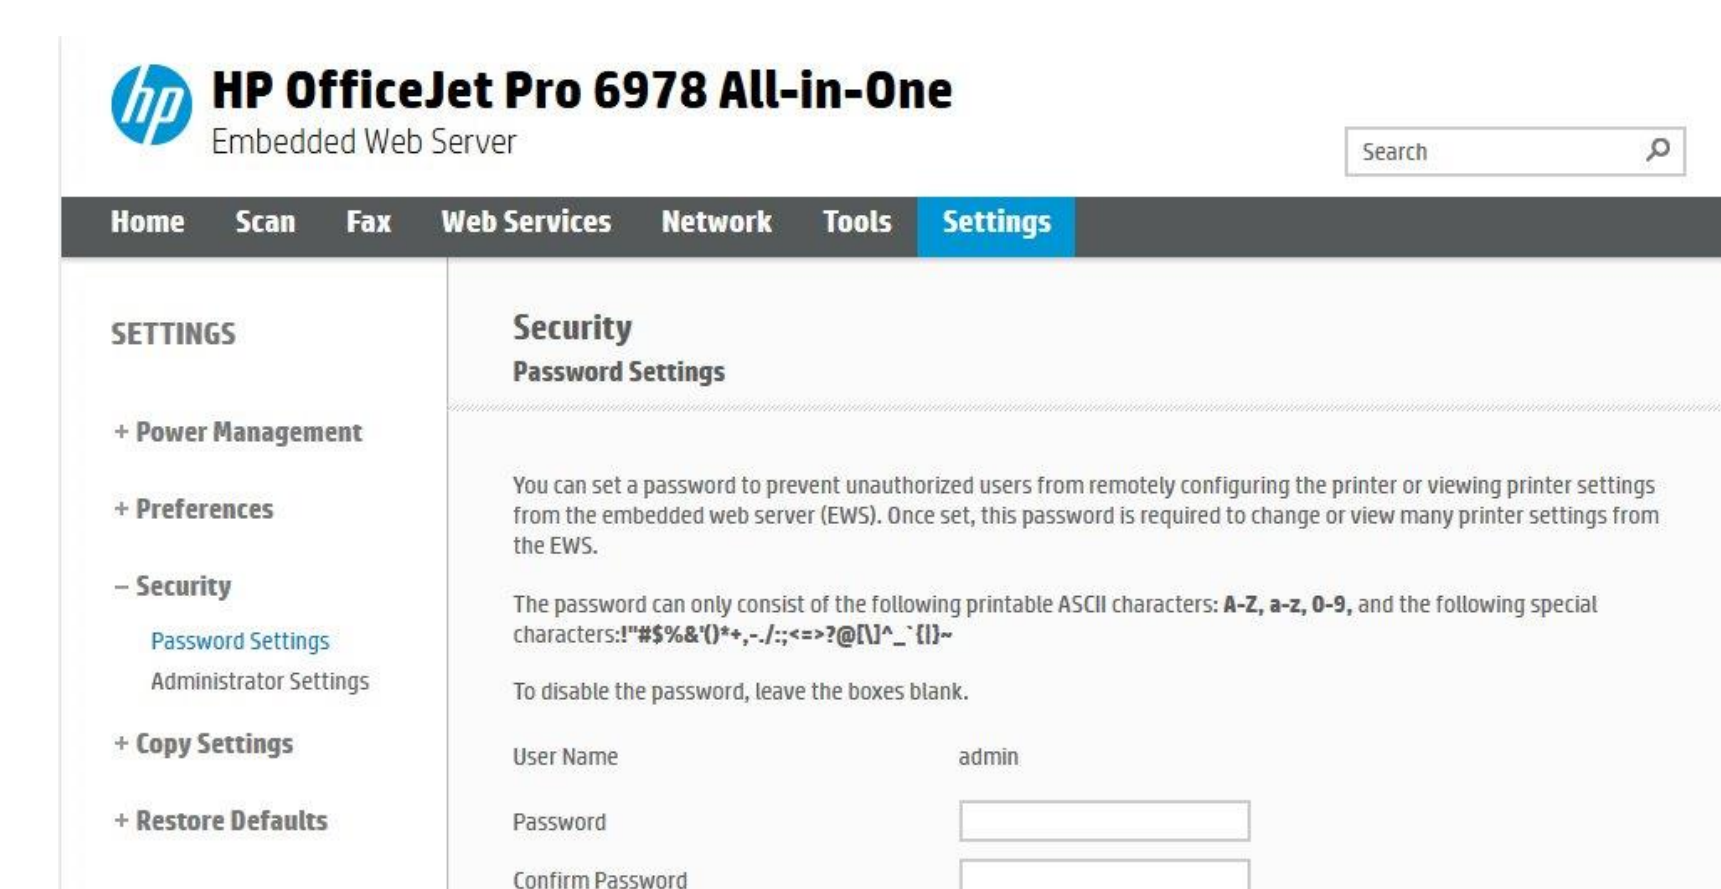 hp
HP OfficeJet Pro 6978 All-in-One
Embedded Web Server
Search
Home Scan Fax Web Services Network Tools Settings
SETTINGS
+ Power Management
+ Preferences
– Security
Password Settings
Administrator Settings
+ Copy Settings
+ Restore Defaults
Security
Password Settings
You can set a password to prevent unauthorized users from remotely configuring the printer or viewing printer settings
from the embedded web server (EWS). Once set, this password is required to change or view many printer settings from
the EWS.
The password can only consist of the following printable ASCII characters: A-Z, a-z, 0-9, and the following special
characters:!"#$%&'()*+,-./:;<=>?@[\]^_`{|}~
To disable the password, leave the boxes blank.
User Name admin
Password
Confirm Password